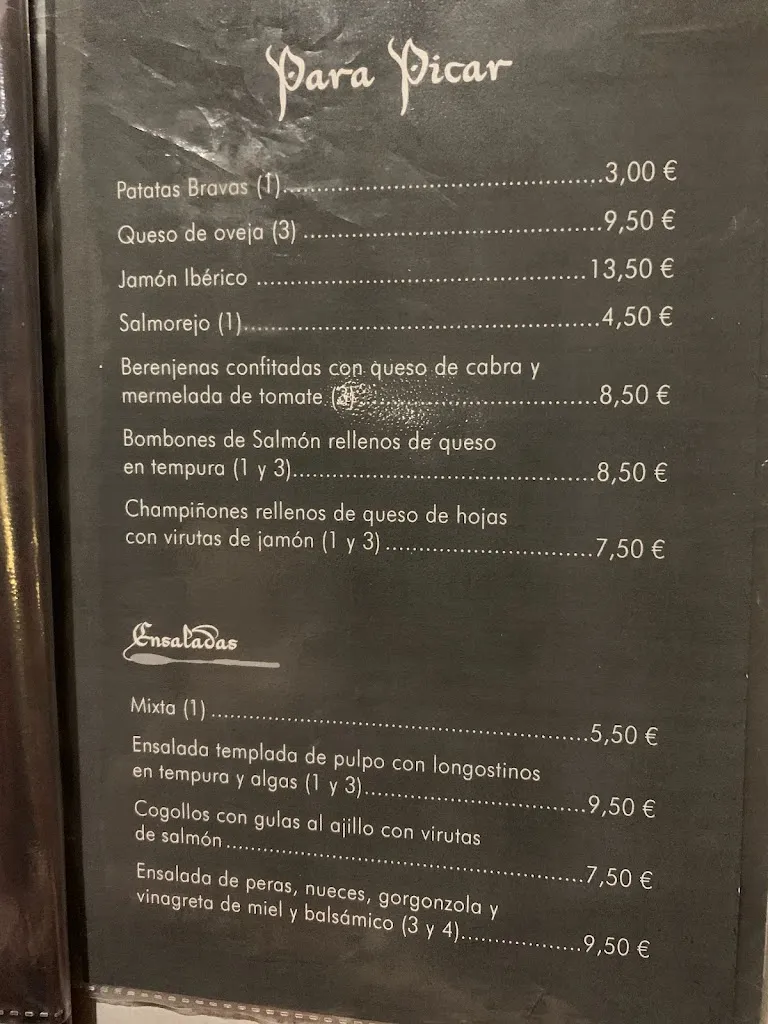 Para Picar
Patatas Bravas (1)..............................3,00 €
Queso de oveja (3)..............................9,50 €
Jamón Ibérico..............................13,50 €
Salmorejo (1)..............................4,50 €
Berenjenas confitadas con queso de cabra y
mermelada de tomate (3)..............................8,50 €
Bombones de Salmón rellenos de queso
en tempura (1 y 3)..............................8,50 €
Champiñones rellenos de queso de hojas
con virutas de jamón (1 y 3)..............................7,50 €
Ensaladas
Mixta (1)..............................5,50 €
Ensalada templada de pulpo con longostinos
en tempura y algas (1 y 3)..............................9,50 €
Cogollos con gulas al ajillo con virutas
de salmón..............................7,50 €
Ensalada de peras, nueces, gorgonzola y
vinagreta de miel y balsámico (3 y 4)..............................9,50 €